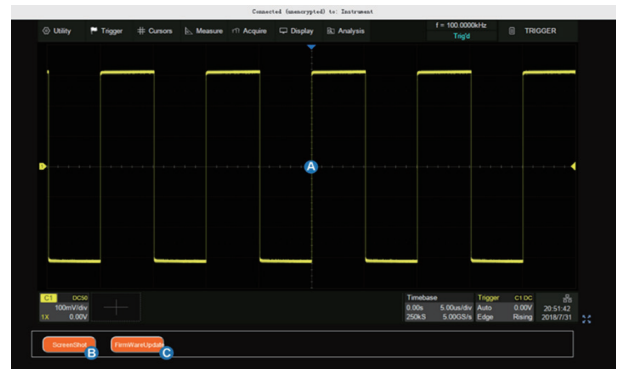 Connected (unencrypted) to: Instrument
Utility Trigger Cursors Measure Acquire Display Analysis f = 100.0000kHz TRIGGER
Trig'd
A
C1 DC50 Timebase Trigger C1 DC
100mV/div 0.00s 5.00us/div Auto 0.00V 20:51:42
1X 0.00V 250kS 5.00GS/s Edge Rising 2018/7/31
ScreenShot FirmWareUpdate
B C